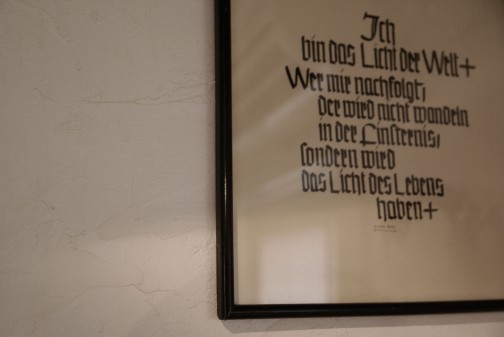 Ich
bin das Licht der Welt+
Wer mir nachfolgt,
der wird nicht wandeln
in der Finsternis,
sondern wird
das Licht des Lebens
haben+